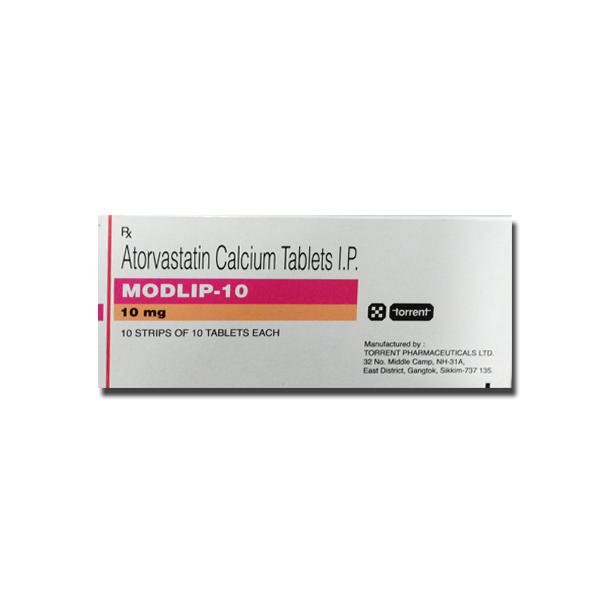 Rx
Atorvastatin Calcium Tablets I.P.
MODLIP-10
10 mg
10 STRIPS OF 10 TABLETS EACH
torrent
Manufactured by :
TORRENT PHARMACEUTICALS LTD.
32 No. Middle Camp, NH-31A,
East District, Gangtok, Sikkim-737 135.